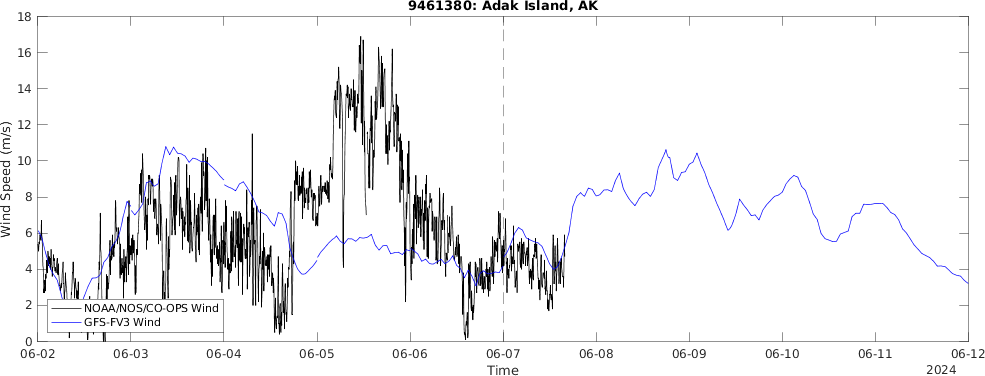 9461380: Adak Island, AK
Wind Speed (m/s)
18
16
14
12
10
8
6
4
2
0
NOAA/NOS/CO-OPS Wind
GFS-FV3 Wind
06-02 06-03 06-04 06-05 06-06 06-07 06-08 06-09 06-10 06-11 06-12
Time
2024